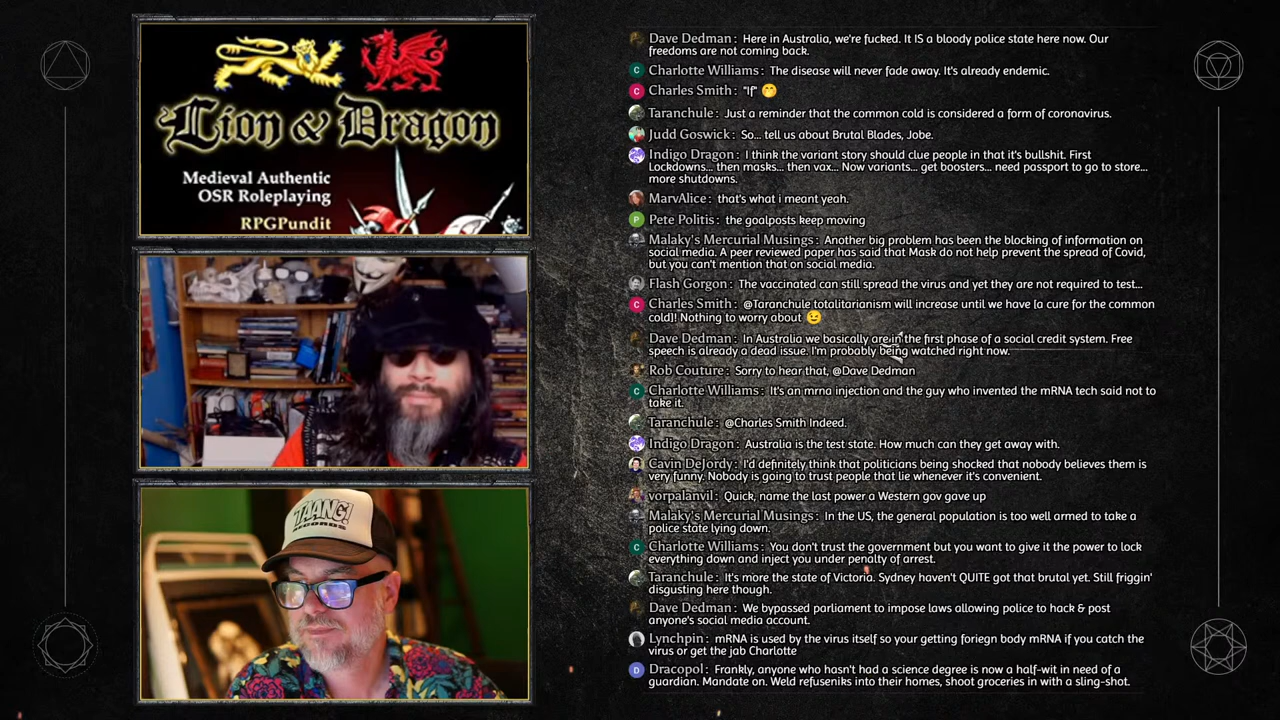 Lion & Dragon
Medieval Authentic
OSR Roleplaying
RPGPundit
TAANG!
RECORDS
Dave Dedman: Here in Australia, we're fucked. It IS a bloody police state here now. Our
freedoms are not coming back.
C Charlotte Williams: The disease will never fade away. It's already endemic.
C Charles Smith: "If" 🤭
Taranchule: Just a reminder that the common cold is considered a form of coronavirus.
Judd Goswick: So... tell us about Brutal Blades, Jobe.
Indigo Dragon: I think the variant story should clue people in that it's bullshit. First
Lockdowns... then masks... then vax... Now variants... get boosters... need passport to go to store...
more shutdowns.
MarvAlice: that's what i meant yeah.
P Pete Politis: the goalposts keep moving
Malaky's Mercurial Musings: Another big problem has been the blocking of information on
social media. A peer reviewed paper has said that Mask do not help prevent the spread of Covid,
but you can't mention that on social media.
Flash Gorgon: The vaccinated can still spread the virus and yet they are not required to test...
C Charles Smith: @Taranchule totalitarianism will increase until we have [a cure for the common
cold]! Nothing to worry about 😉
Dave Dedman: In Australia we basically are in the first phase of a social credit system. Free
speech is already a dead issue. I'm probably being watched right now.
Rob Couture: Sorry to hear that, @Dave Dedman
C Charlotte Williams: It's an mrna injection and the guy who invented the mRNA tech said not to
take it.
Taranchule: @Charles Smith Indeed.
Indigo Dragon: Australia is the test state. How much can they get away with.
Cavin DeJordy: I'd definitely think that politicians being shocked that nobody believes them is
very funny. Nobody is going to trust people that lie whenever it's convenient.
vorpalanvil: Quick, name the last power a Western gov gave up
Malaky's Mercurial Musings: In the US, the general population is too well armed to take a
police state lying down.
C Charlotte Williams: You don't trust the government but you want to give it the power to lock
everything down and inject you under penalty of arrest.
Taranchule: It's more the state of Victoria. Sydney haven't QUITE got that brutal yet. Still friggin'
disgusting here though.
Dave Dedman: We bypassed parliament to impose laws allowing police to hack & post
anyone's social media account.
Lynchpin: mRNA is used by the virus itself so your getting foriegn body mRNA if you catch the
virus or get the jab Charlotte
D Dracopol: Frankly, anyone who hasn't had a science degree is now a half-wit in need of a
guardian. Mandate on. Weld refuseniks into their homes, shoot groceries in with a sling-shot.